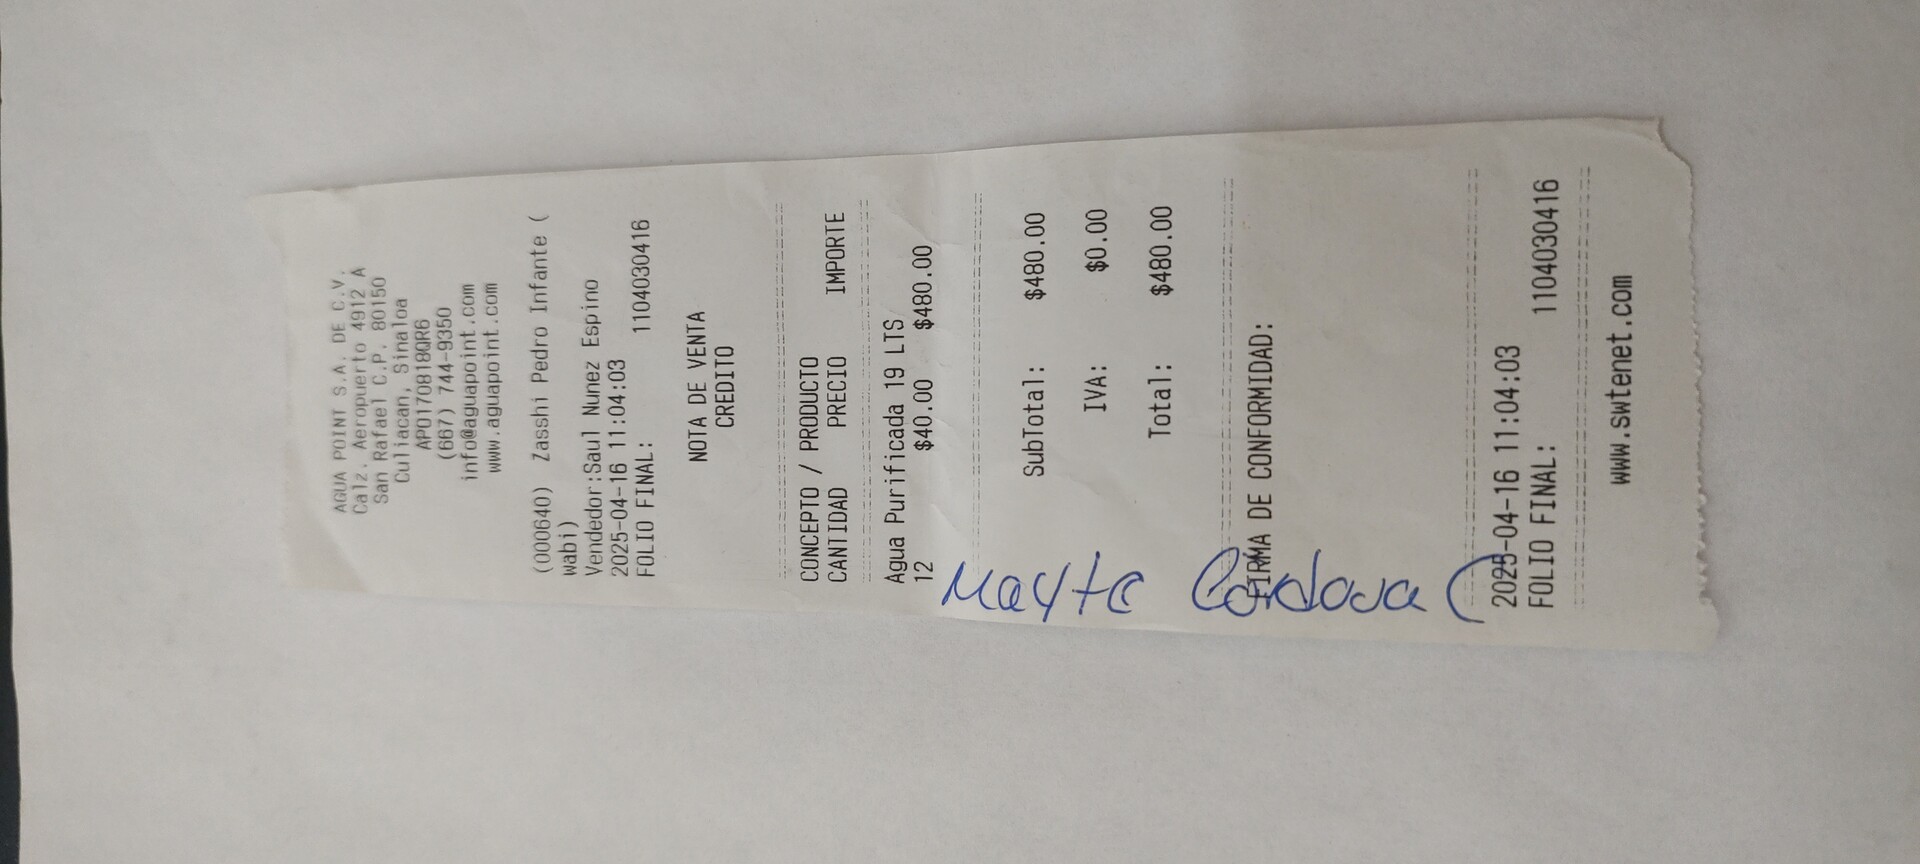 AGUA POINT S.A. DE C.V.
Calz. Aeropuerto 4912 A
San Rafael C.P. 80150
Culiacan, Sinaloa
APO170818QR6
(667) 744-9350
info@aguapoint.com
www.aguapoint.com
(000640) Zasshi Pedro Infante (
wabi)
Vendedor:Saul Nunez Espino
2025-04-16 11:04:03
FOLIO FINAL: 1104030416
NOTA DE VENTA
CREDITO
CONCEPTO / PRODUCTO
CANTIDAD PRECIO IMPORTE
Agua Purificada 19 LTS
12 $40.00 $480.00
SubTotal: $480.00
IVA: $0.00
Total: $480.00
FIRMA DE CONFORMIDAD:
Mayte Cordova C
2025-04-16 11:04:03
FOLIO FINAL: 1104030416
www.swtenet.com